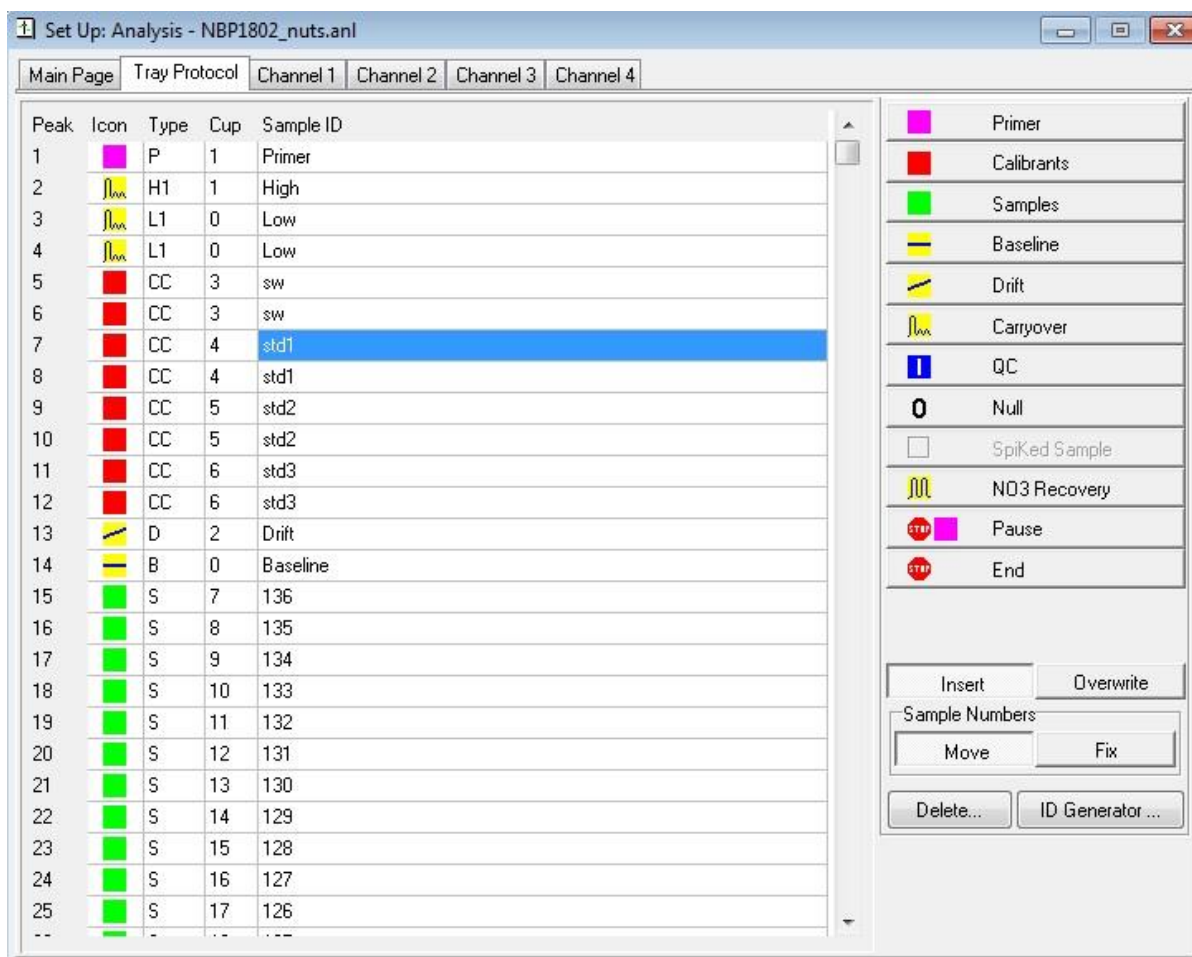 Set Up: Analysis - NBP1802_nuts.anl
Main Page Tray Protocol Channel 1 Channel 2 Channel 3 Channel 4
Peak Icon Type Cup Sample ID
1 P 1 Primer
2 H1 1 High
3 L1 0 Low
4 L1 0 Low
5 CC 3 sw
6 CC 3 sw
7 CC 4 std1
8 CC 4 std1
9 CC 5 std2
10 CC 5 std2
11 CC 6 std3
12 CC 6 std3
13 D 2 Drift
14 B 0 Baseline
15 S 7 136
16 S 8 135
17 S 9 134
18 S 10 133
19 S 11 132
20 S 12 131
21 S 13 130
22 S 14 129
23 S 15 128
24 S 16 127
25 S 17 126
Primer
Calibrants
Samples
Baseline
Drift
Carryover
I QC
0 Null
SpiKed Sample
NO3 Recovery
STOP Pause
STOP End
Insert Overwrite
Sample Numbers
Move Fix
Delete... ID Generator ...